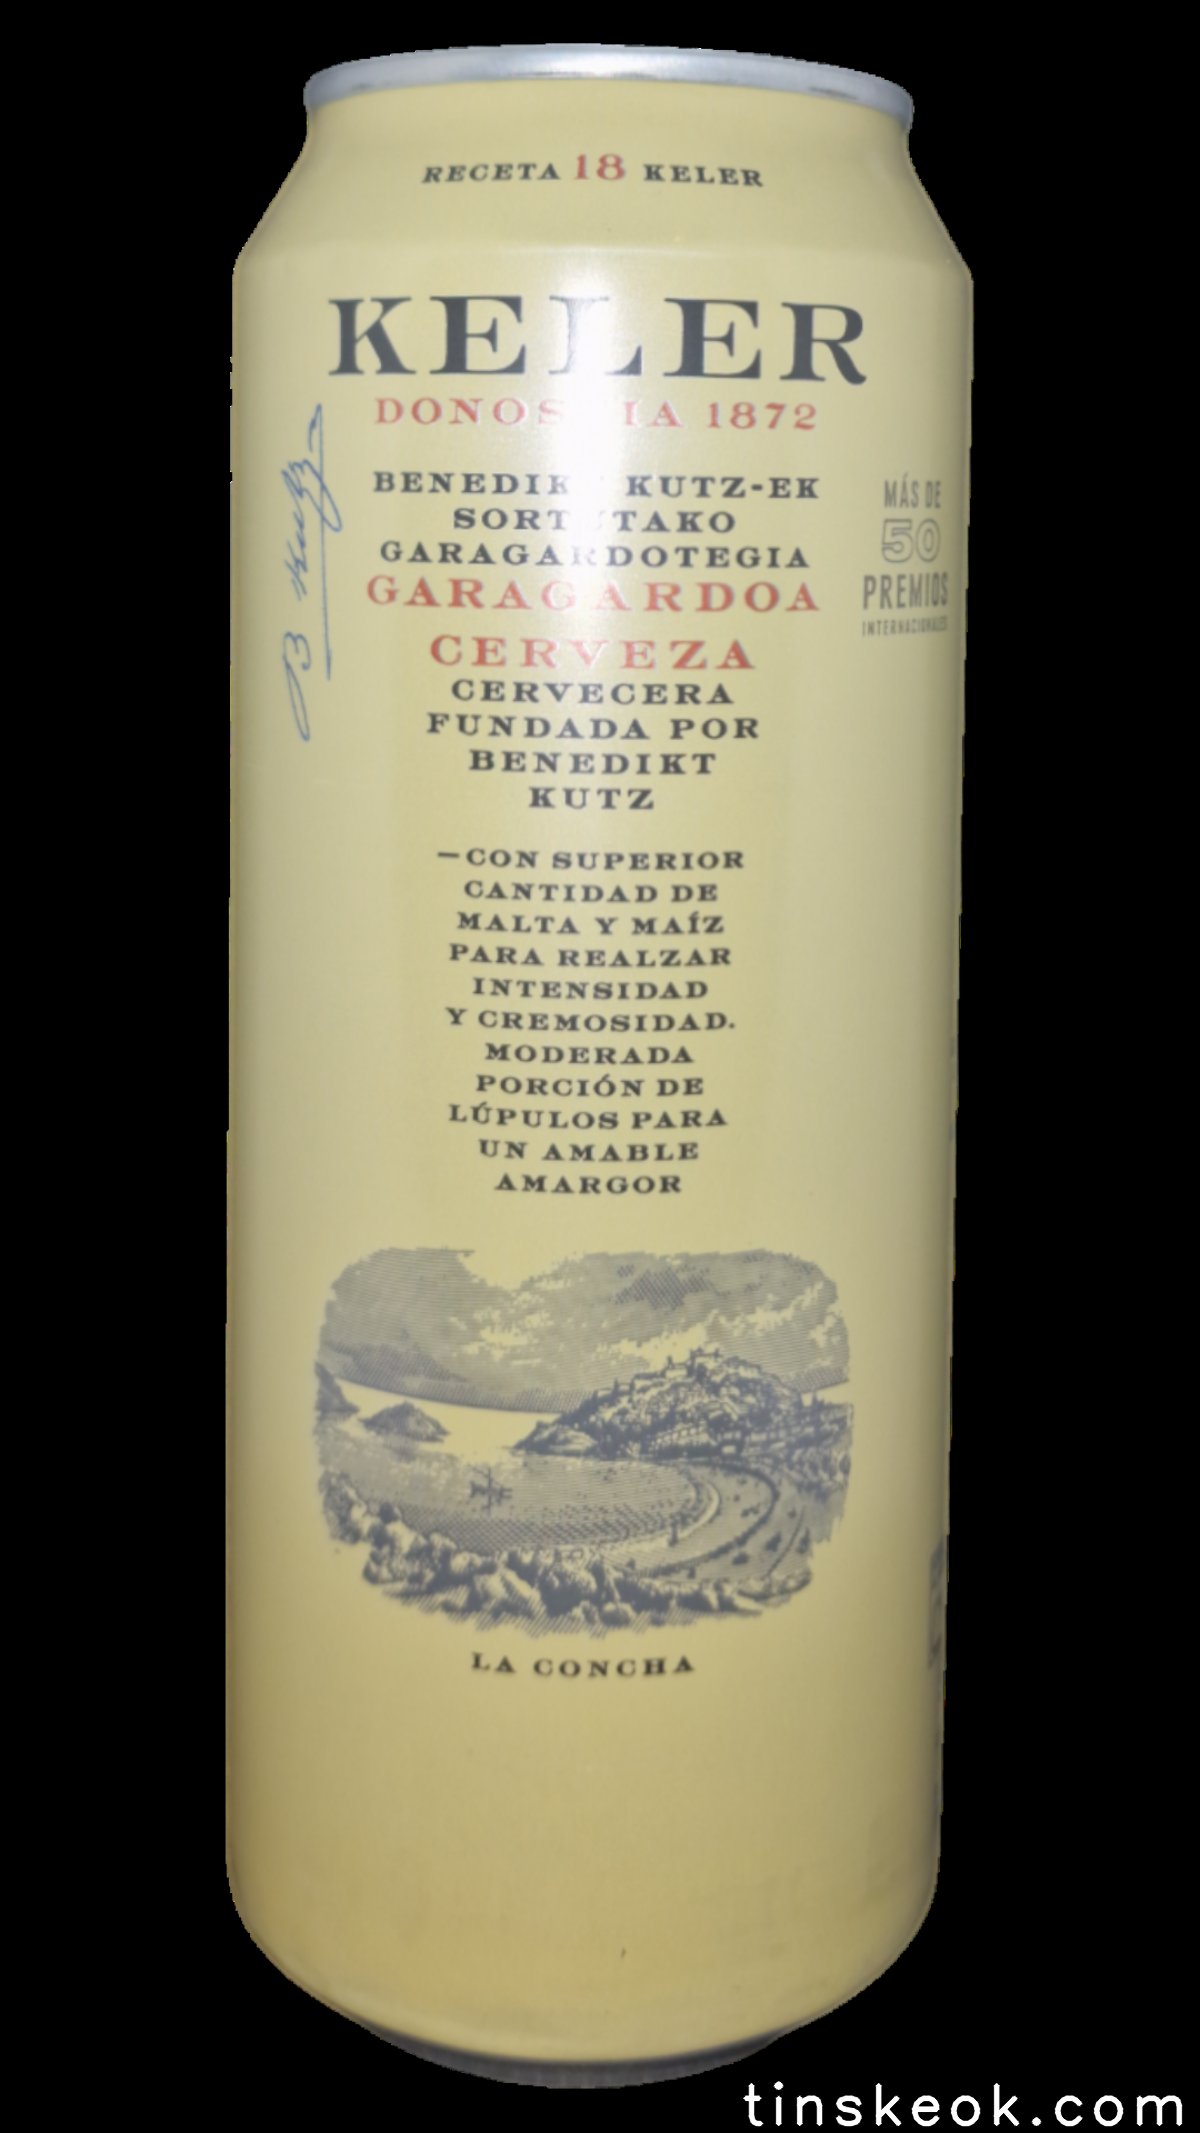 RECETA 18 KELER
KELER
DONOSTIA 1872
BENEDIKT KUTZ-EK
SORTUTAKO
GARAGARDOTEGIA
GARAGARDOA
CERVEZA
CERVECERA
FUNDADA POR
BENEDIKT
KUTZ
—CON SUPERIOR
CANTIDAD DE
MALTA Y MAÍZ
PARA REALZAR
INTENSIDAD
Y CREMOSIDAD.
MODERADA
PORCIÓN DE
LÚPULOS PARA
UN AMABLE
AMARGOR
LA CONCHA
B Kutz
MÁS DE
50
PREMIOS
INTERNACIONALES
tinskeok.com